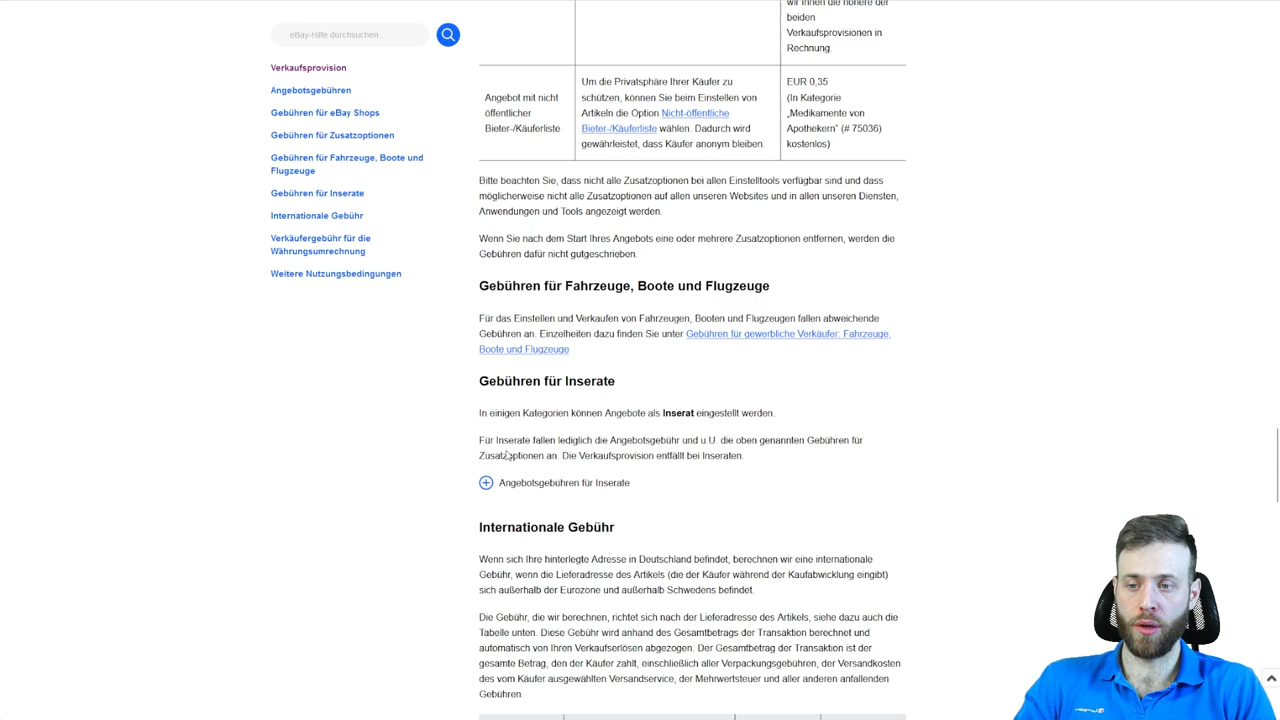 eBay-Hilfe durchsuchen...
Verkaufsprovision
Angebotsgebühren
Gebühren für eBay Shops
Gebühren für Zusatzoptionen
Gebühren für Fahrzeuge, Boote und
Flugzeuge
Gebühren für Inserate
Internationale Gebühr
Verkäufergebühr für die
Währungsumrechnung
Weitere Nutzungsbedingungen
wir Ihnen die höhere der
beiden
Verkaufsprovisionen in
Rechnung.
Angebot mit nicht
öffentlicher
Bieter-/Käuferliste
Um die Privatsphäre Ihrer Käufer zu
schützen, können Sie beim Einstellen von
Artikeln die Option Nicht-öffentliche
Bieter-/Käuferliste wählen. Dadurch wird
gewährleistet, dass Käufer anonym bleiben.
EUR 0,35
(In Kategorie
„Medikamente von
Apothekern" (# 75036)
kostenlos)
Bitte beachten Sie, dass nicht alle Zusatzoptionen bei allen Einstelltools verfügbar sind und dass
möglicherweise nicht alle Zusatzoptionen auf allen unseren Websites und in allen unseren Diensten,
Anwendungen und Tools angezeigt werden.
Wenn Sie nach dem Start Ihres Angebots eine oder mehrere Zusatzoptionen entfernen, werden die
Gebühren dafür nicht gutgeschrieben.
Gebühren für Fahrzeuge, Boote und Flugzeuge
Für das Einstellen und Verkaufen von Fahrzeugen, Booten und Flugzeugen fallen abweichende
Gebühren an. Einzelheiten dazu finden Sie unter Gebühren für gewerbliche Verkäufer: Fahrzeuge,
Boote und Flugzeuge
Gebühren für Inserate
In einigen Kategorien können Angebote als Inserat eingestellt werden.
Für Inserate fallen lediglich die Angebotsgebühr und u.U. die oben genannten Gebühren für
Zusatzoptionen an. Die Verkaufsprovision entfällt bei Inseraten.
Angebotsgebühren für Inserate
Internationale Gebühr
Wenn sich Ihre hinterlegte Adresse in Deutschland befindet, berechnen wir eine internationale
Gebühr, wenn die Lieferadresse des Artikels (die der Käufer während der Kaufabwicklung eingibt)
sich außerhalb der Eurozone und außerhalb Schwedens befindet.
Die Gebühr, die wir berechnen, richtet sich nach der Lieferadresse des Artikels, siehe dazu auch die
Tabelle unten. Diese Gebühr wird anhand des Gesamtbetrags der Transaktion berechnet und
automatisch von Ihren Verkaufserlösen abgezogen. Der Gesamtbetrag der Transaktion ist der
gesamte Betrag, den der Käufer zahlt, einschließlich aller Verpackungsgebühren, der Versandkosten
des vom Käufer ausgewählten Versandservice, der Mehrwertsteuer und aller anderen anfallenden
Gebühren.